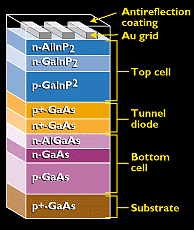 Antireflection
coating
Au grid
n-AlInP2
n-GaInP2
p-GaInP2
Top cell
p+-GaAs
n+-GaAs
Tunnel
diode
n-AlGaAs
n-GaAs
p-GaAs
Bottom
cell
p+-GaAs
Substrate